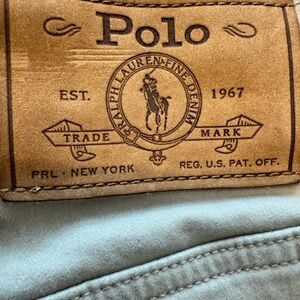 Polo
RALPH LAUREN FINE DENIM
EST. 1967
TRADE MARK
PRL · NEW YORK REG. U.S. PAT. OFF.